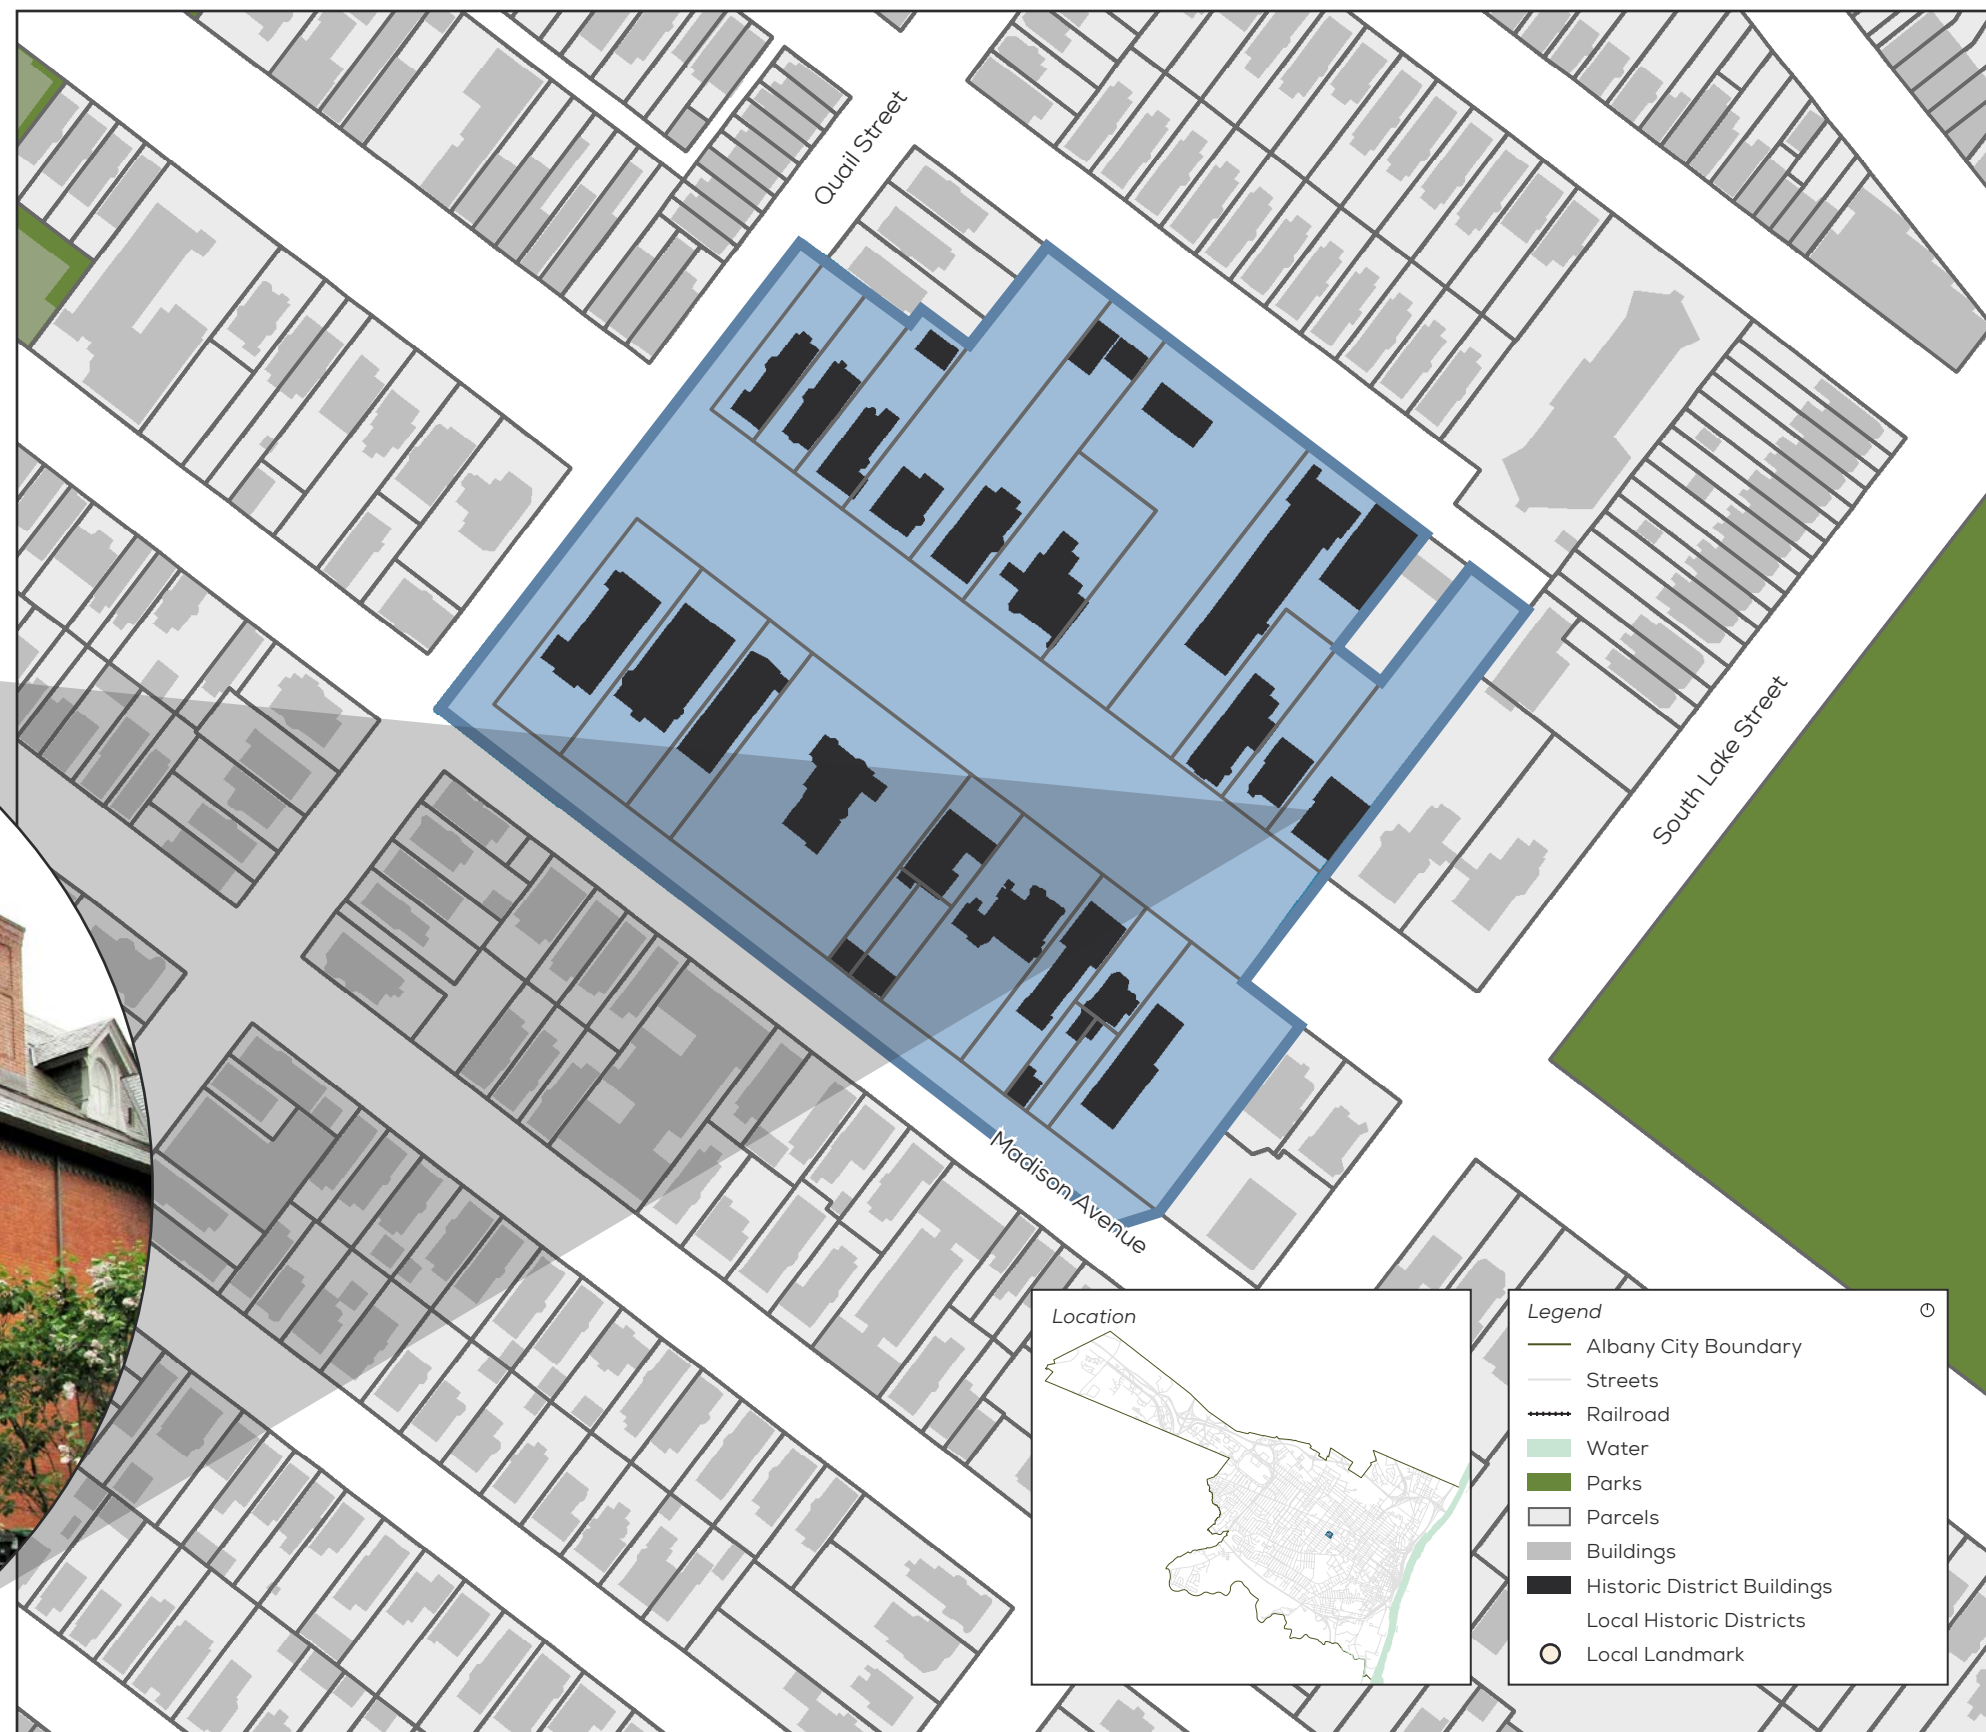 Quail Street
South Lake Street
Madison Avenue
Location
Legend
Albany City Boundary
Streets
Railroad
Water
Parks
Parcels
Buildings
Historic District Buildings
Local Historic Districts
Local Landmark